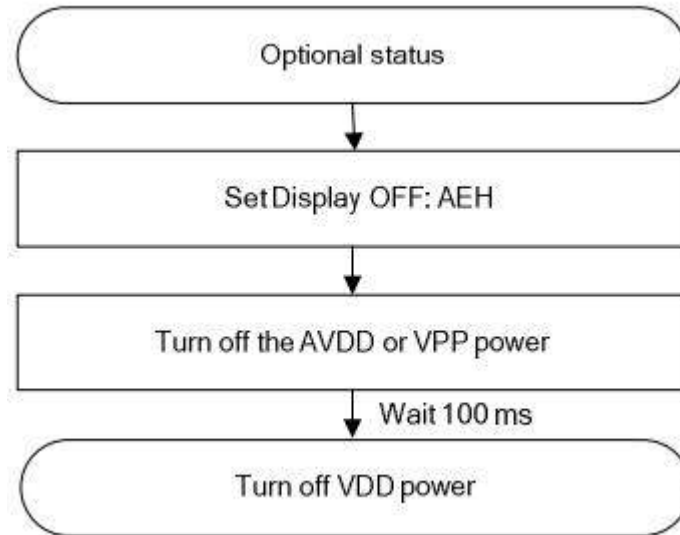 Optional status
Set Display OFF: AEH
Turn off the AVDD or VPP power
Wait 100 ms
Turn off VDD power